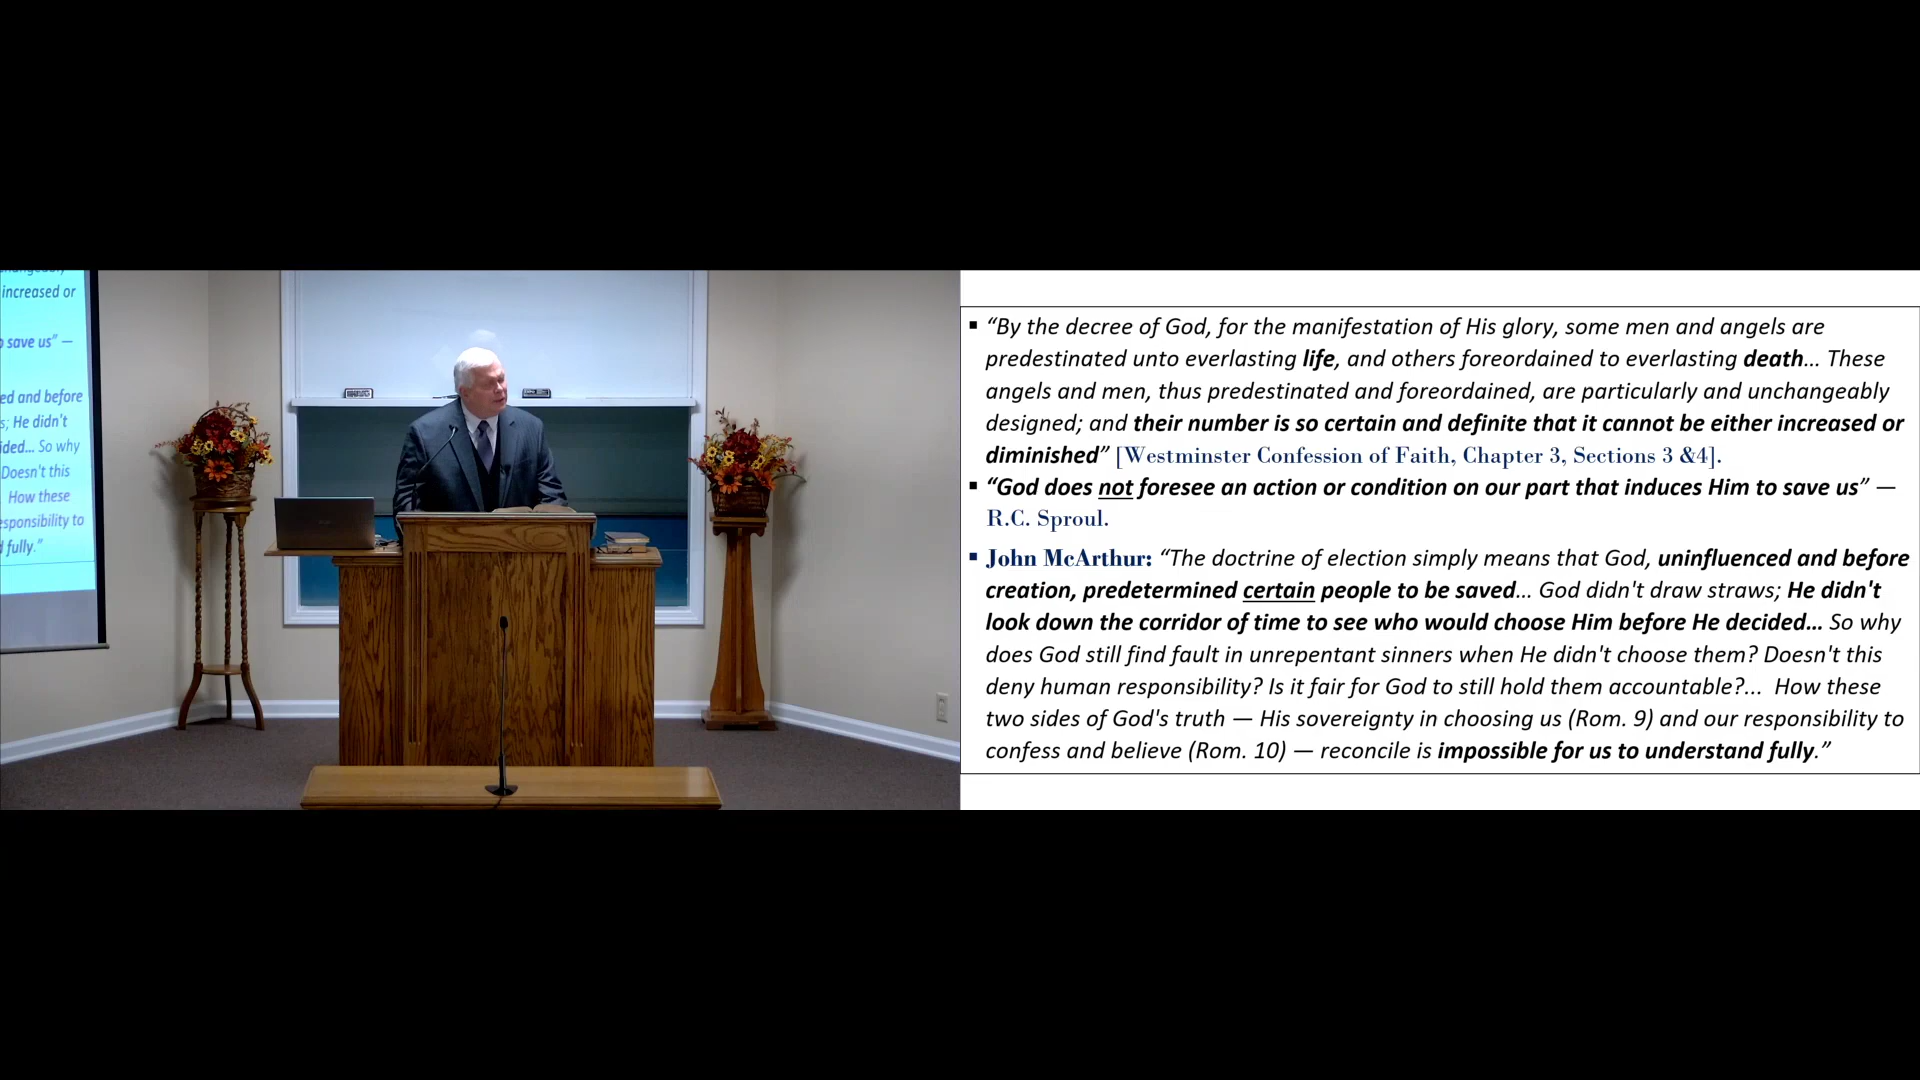 changeably
increased or
save us” —
ed and before
s; He didn't
ided... So why
Doesn't this
How these
esponsibility to
fully.”
▪ “By the decree of God, for the manifestation of His glory, some men and angels are
predestinated unto everlasting life, and others foreordained to everlasting death... These
angels and men, thus predestinated and foreordained, are particularly and unchangeably
designed; and their number is so certain and definite that it cannot be either increased or
diminished” [Westminster Confession of Faith, Chapter 3, Sections 3 &4].
▪ “God does not foresee an action or condition on our part that induces Him to save us” —
R.C. Sproul.
▪ John McArthur: “The doctrine of election simply means that God, uninfluenced and before
creation, predetermined certain people to be saved... God didn't draw straws; He didn't
look down the corridor of time to see who would choose Him before He decided... So why
does God still find fault in unrepentant sinners when He didn't choose them? Doesn't this
deny human responsibility? Is it fair for God to still hold them accountable?... How these
two sides of God's truth — His sovereignty in choosing us (Rom. 9) and our responsibility to
confess and believe (Rom. 10) — reconcile is impossible for us to understand fully.”